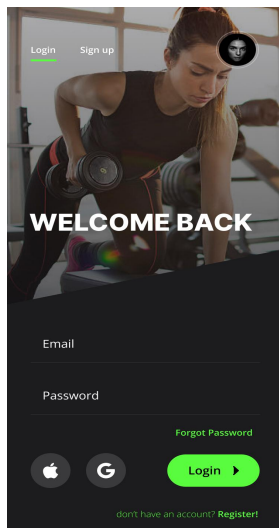 Login
Sign up
WELCOME BACK
Email
Password
Forgot Password
G
Login
don't have an account? Register!